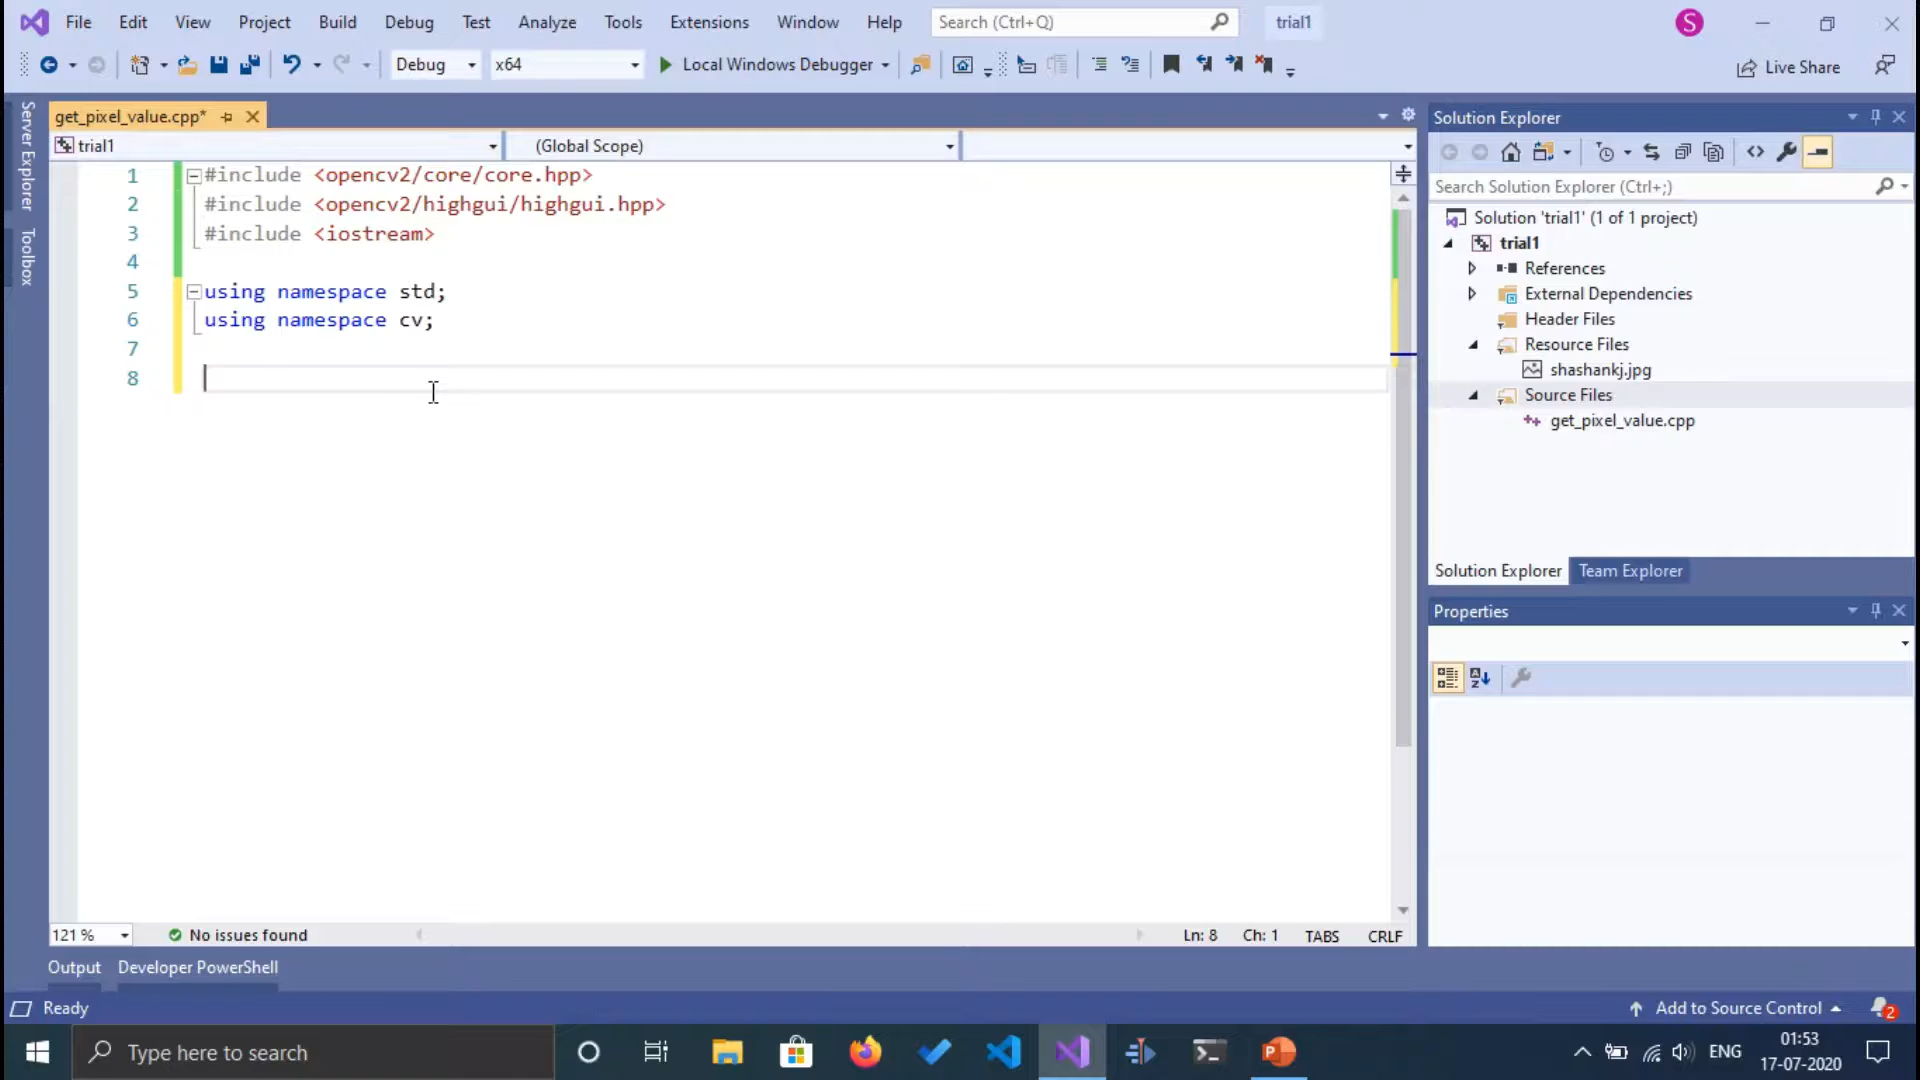 File Edit View Project Build Debug Test Analyze Tools Extensions Window Help Search (Ctrl+Q) trial1 S
Debug x64 Local Windows Debugger Live Share
Server Explorer
Toolbox
get_pixel_value.cpp*
trial1 (Global Scope)
1 #include <opencv2/core/core.hpp>
2 #include <opencv2/highgui/highgui.hpp>
3 #include <iostream>
4
5 using namespace std;
6 using namespace cv;
7
8
121 % No issues found Ln: 8 Ch: 1 TABS CRLF
Solution Explorer
Search Solution Explorer (Ctrl+;)
Solution 'trial1' (1 of 1 project)
trial1
References
External Dependencies
Header Files
Resource Files
shashankj.jpg
Source Files
get_pixel_value.cpp
Solution Explorer Team Explorer
Properties
Output Developer PowerShell
Ready Add to Source Control 2
Type here to search ENG 01:53
17-07-2020